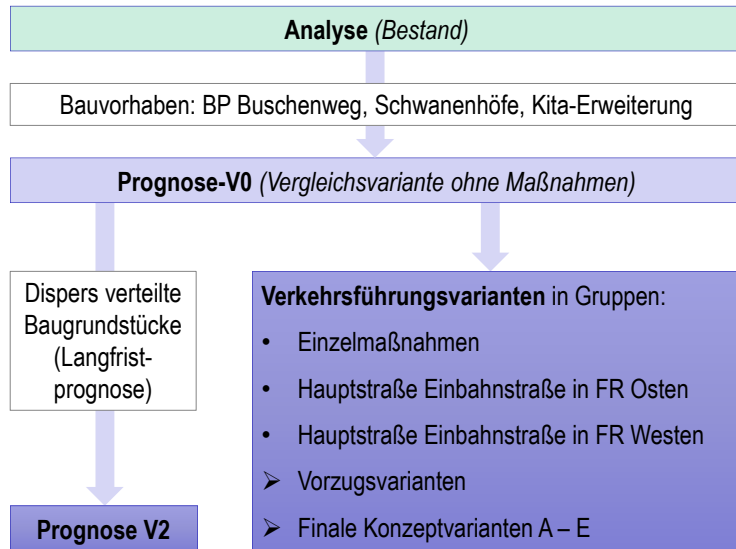 Analyse (Bestand)
Bauvorhaben: BP Buschenweg, Schwanenhöfe, Kita-Erweiterung
Prognose-V0 (Vergleichsvariante ohne Maßnahmen)
Dispers verteilte
Baugrundstücke
(Langfrist-
prognose)
Prognose V2
Verkehrsführungsvarianten in Gruppen:
• Einzelmaßnahmen
• Hauptstraße Einbahnstraße in FR Osten
• Hauptstraße Einbahnstraße in FR Westen
➢ Vorzugsvarianten
➢ Finale Konzeptvarianten A – E